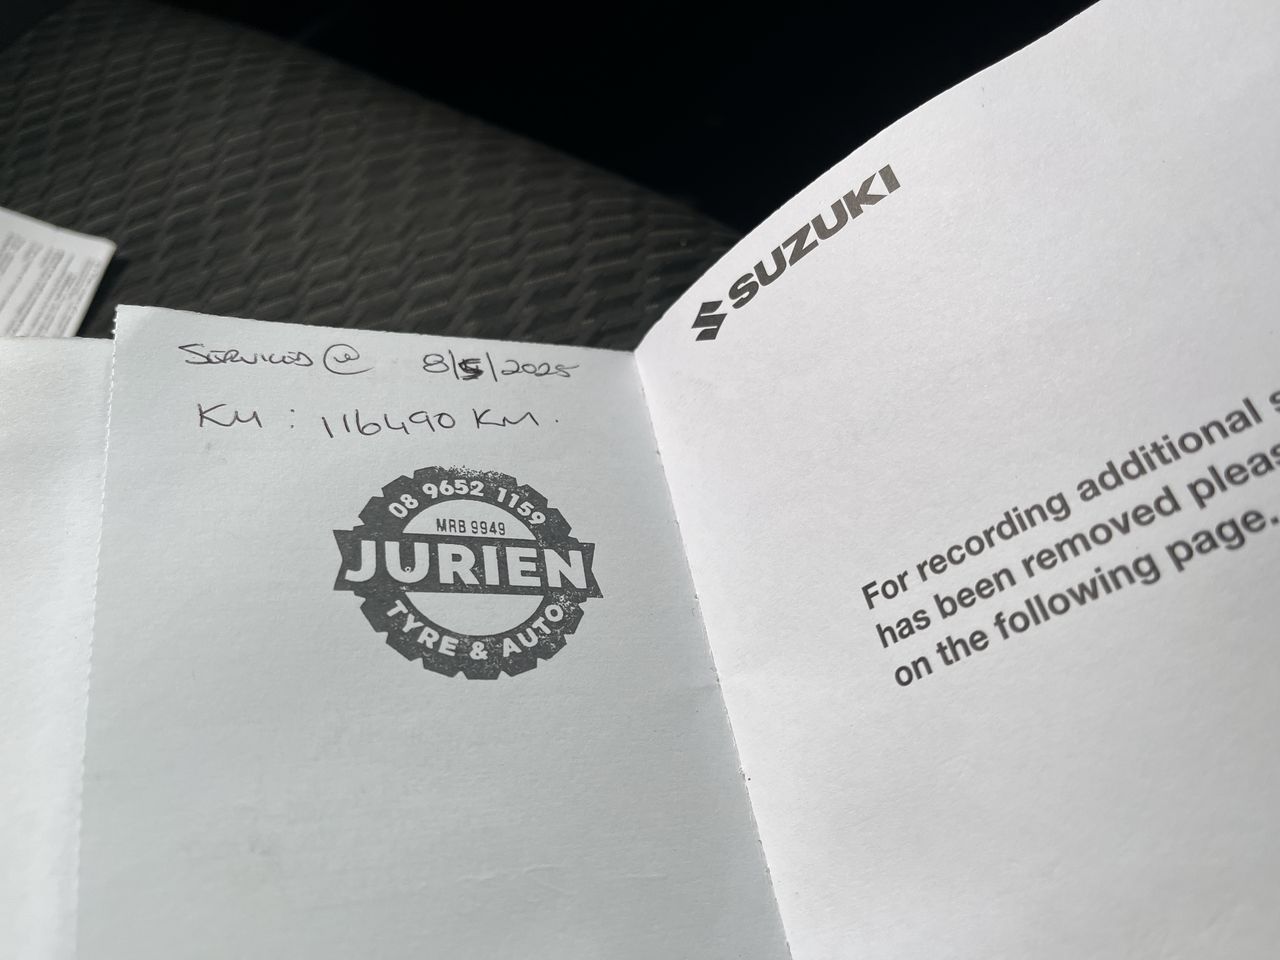 SERVICED @ 8/5/2025
KM : 116490 KM.
08 9652 1159
MRB 9949
JURIEN
TYRE & AUTO
SUZUKI
For recording additional
has been removed pleas
on the following page.